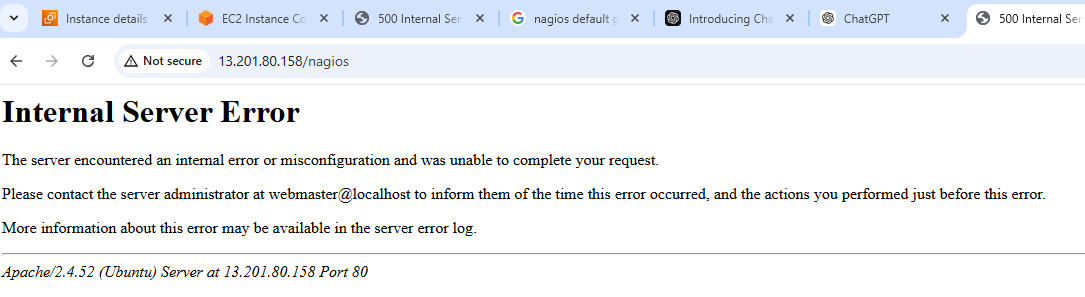 Instance details
EC2 Instance Co
500 Internal Ser
nagios default p
Introducing Cha
ChatGPT
500 Internal Ser
Not secure
13.201.80.158/nagios
Internal Server Error
The server encountered an internal error or misconfiguration and was unable to complete your request.
Please contact the server administrator at webmaster@localhost to inform them of the time this error occurred, and the actions you performed just before this error.
More information about this error may be available in the server error log.
Apache/2.4.52 (Ubuntu) Server at 13.201.80.158 Port 80